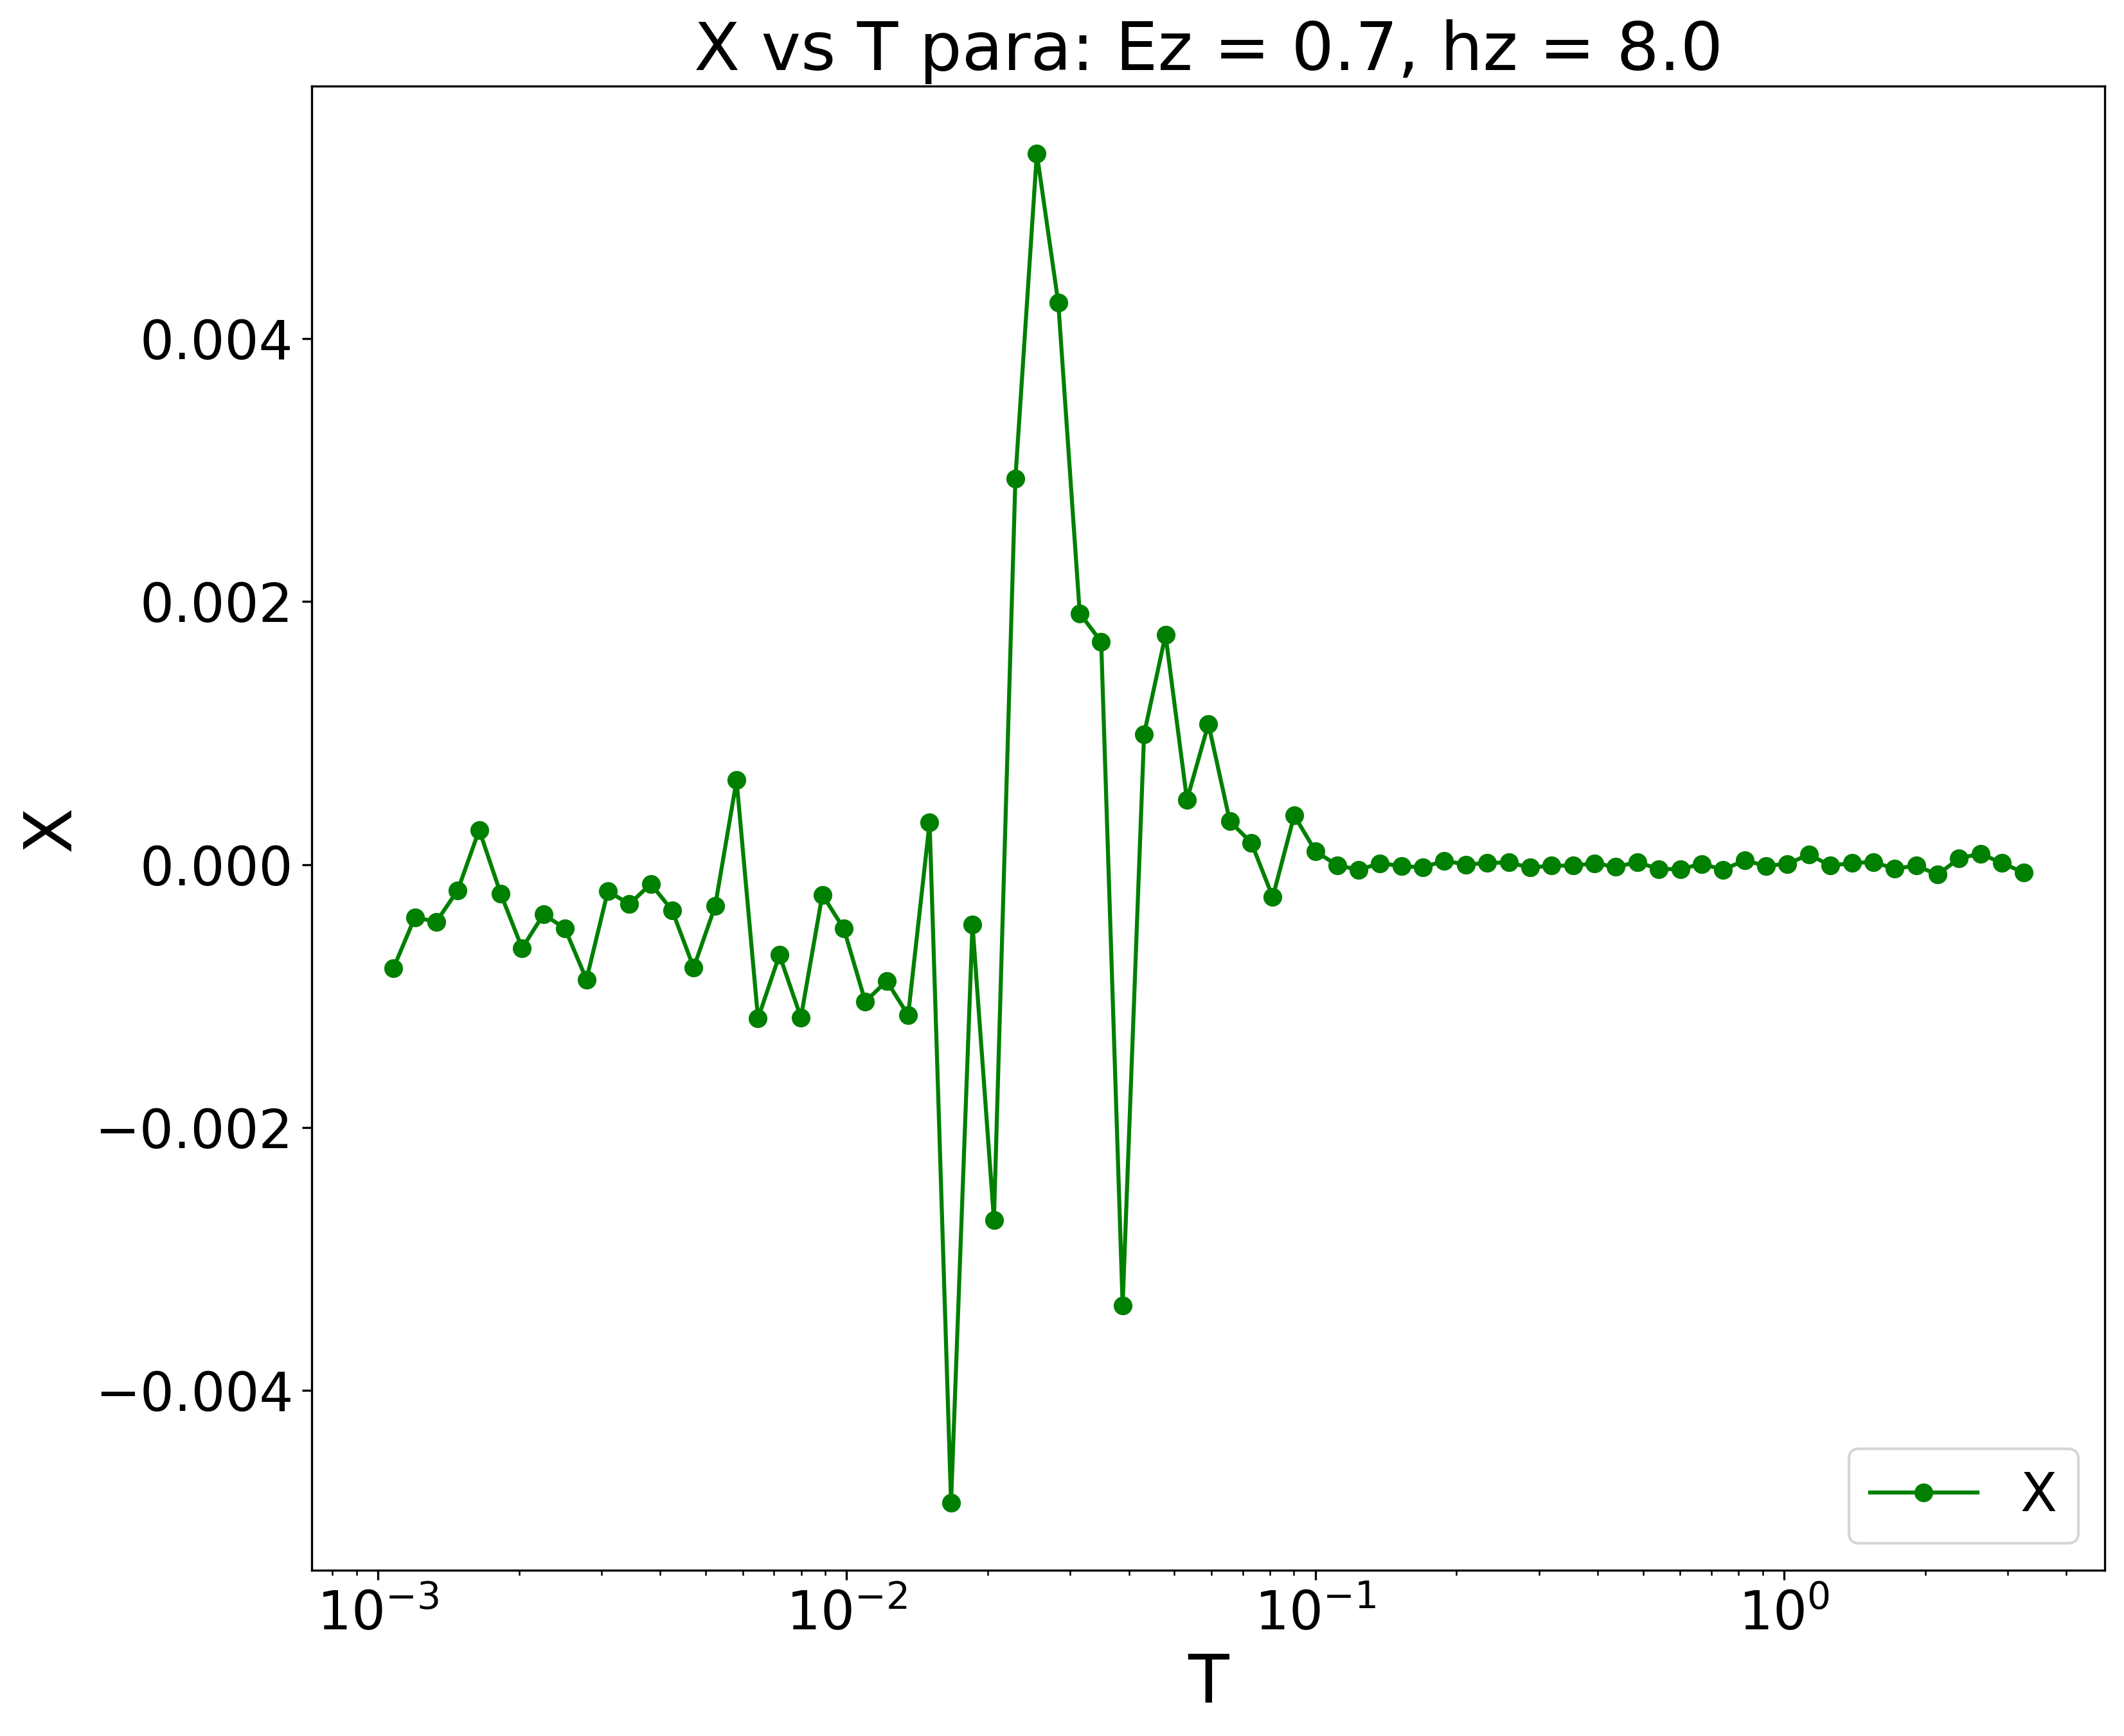 X vs T para: Ez = 0.7, hz = 8.0
X
0.004
0.002
0.000
−0.002
−0.004
X
10⁻³ 10⁻² 10⁻¹ 10⁰
T